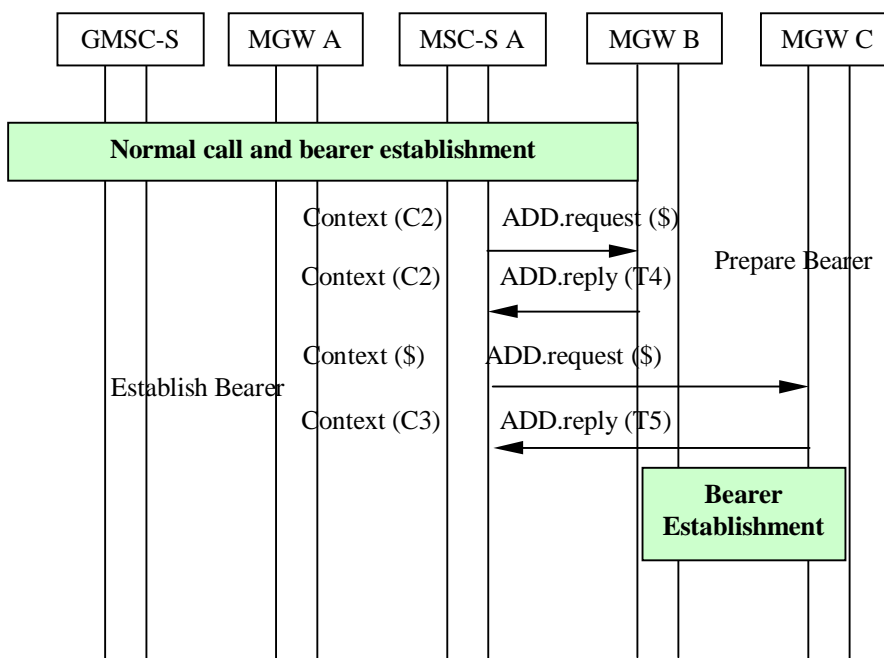 GMSC-S MGW A MSC-S A MGW B MGW C
Normal call and bearer establishment
Context (C2) ADD.request ($)
Prepare Bearer
Context (C2) ADD.reply (T4)
Context ($) ADD.request ($)
Establish Bearer
Context (C3) ADD.reply (T5)
Bearer
Establishment